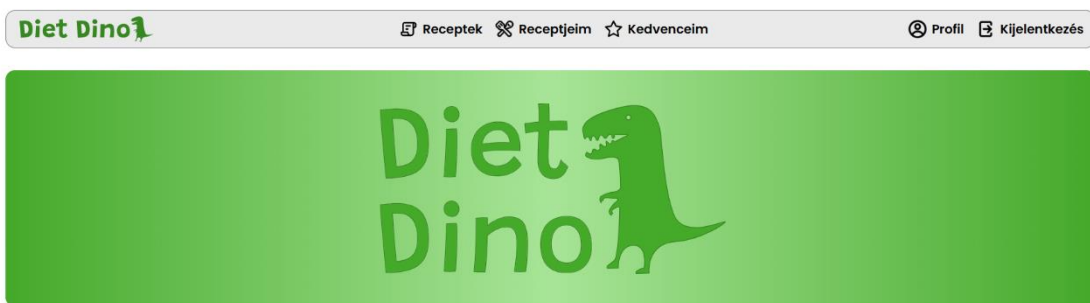 Diet Dino Receptek Receptjeim Kedvenceim Profil Kijelentkezés
Diet
Dino